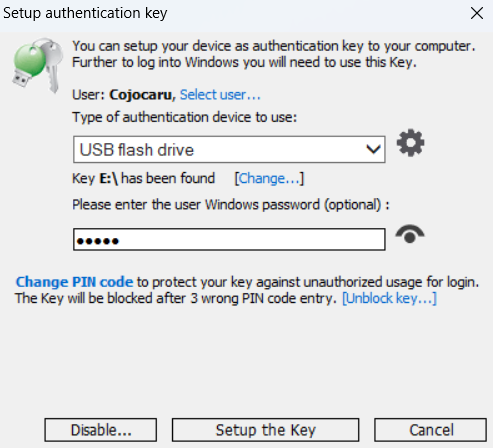 Setup authentication key
You can setup your device as authentication key to your computer.
Further to log into Windows you will need to use this Key.
User: Cojocaru, Select user...
Type of authentication device to use:
USB flash drive
Key E:\ has been found [Change...]
Please enter the user Windows password (optional) :
●●●●●
Change PIN code to protect your key against unauthorized usage for login.
The Key will be blocked after 3 wrong PIN code entry. [Unblock key...]
Disable... Setup the Key Cancel